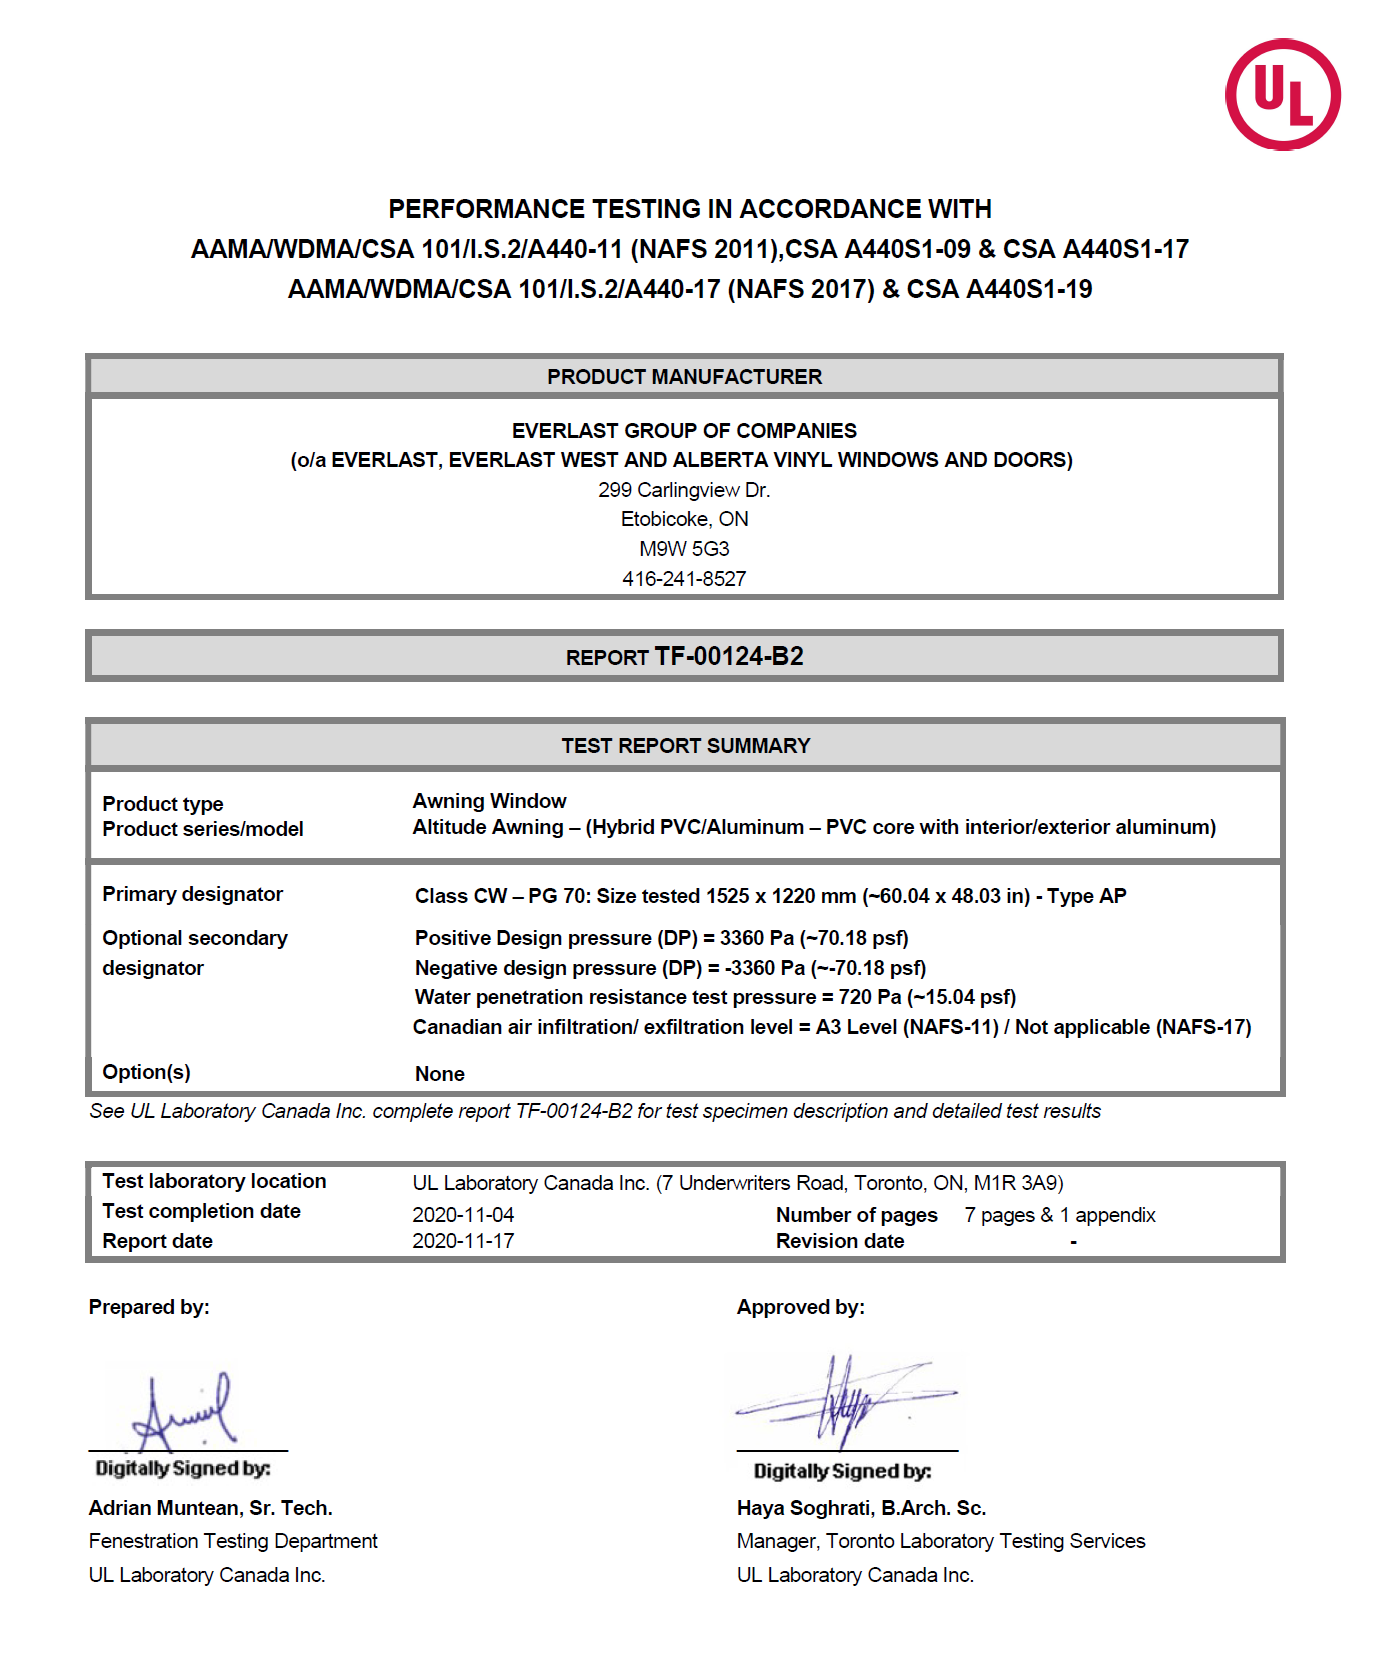 UL
PERFORMANCE TESTING IN ACCORDANCE WITH
AAMA/WDMA/CSA 101/I.S.2/A440-11 (NAFS 2011),CSA A440S1-09 & CSA A440S1-17
AAMA/WDMA/CSA 101/I.S.2/A440-17 (NAFS 2017) & CSA A440S1-19
PRODUCT MANUFACTURER
EVERLAST GROUP OF COMPANIES
(o/a EVERLAST, EVERLAST WEST AND ALBERTA VINYL WINDOWS AND DOORS)
299 Carlingview Dr.
Etobicoke, ON
M9W 5G3
416-241-8527
REPORT TF-00124-B2
TEST REPORT SUMMARY
Product type Awning Window
Product series/model Altitude Awning – (Hybrid PVC/Aluminum – PVC core with interior/exterior aluminum)
Primary designator Class CW – PG 70: Size tested 1525 x 1220 mm (~60.04 x 48.03 in) - Type AP
Optional secondary Positive Design pressure (DP) = 3360 Pa (~70.18 psf)
designator Negative design pressure (DP) = -3360 Pa (~-70.18 psf)
Water penetration resistance test pressure = 720 Pa (~15.04 psf)
Canadian air infiltration/ exfiltration level = A3 Level (NAFS-11) / Not applicable (NAFS-17)
Option(s) None
See UL Laboratory Canada Inc. complete report TF-00124-B2 for test specimen description and detailed test results
Test laboratory location UL Laboratory Canada Inc. (7 Underwriters Road, Toronto, ON, M1R 3A9)
Test completion date 2020-11-04 Number of pages 7 pages & 1 appendix
Report date 2020-11-17 Revision date -
Prepared by: Approved by:
Digitally Signed by: Digitally Signed by:
Adrian Muntean, Sr. Tech. Haya Soghrati, B.Arch. Sc.
Fenestration Testing Department Manager, Toronto Laboratory Testing Services
UL Laboratory Canada Inc. UL Laboratory Canada Inc.